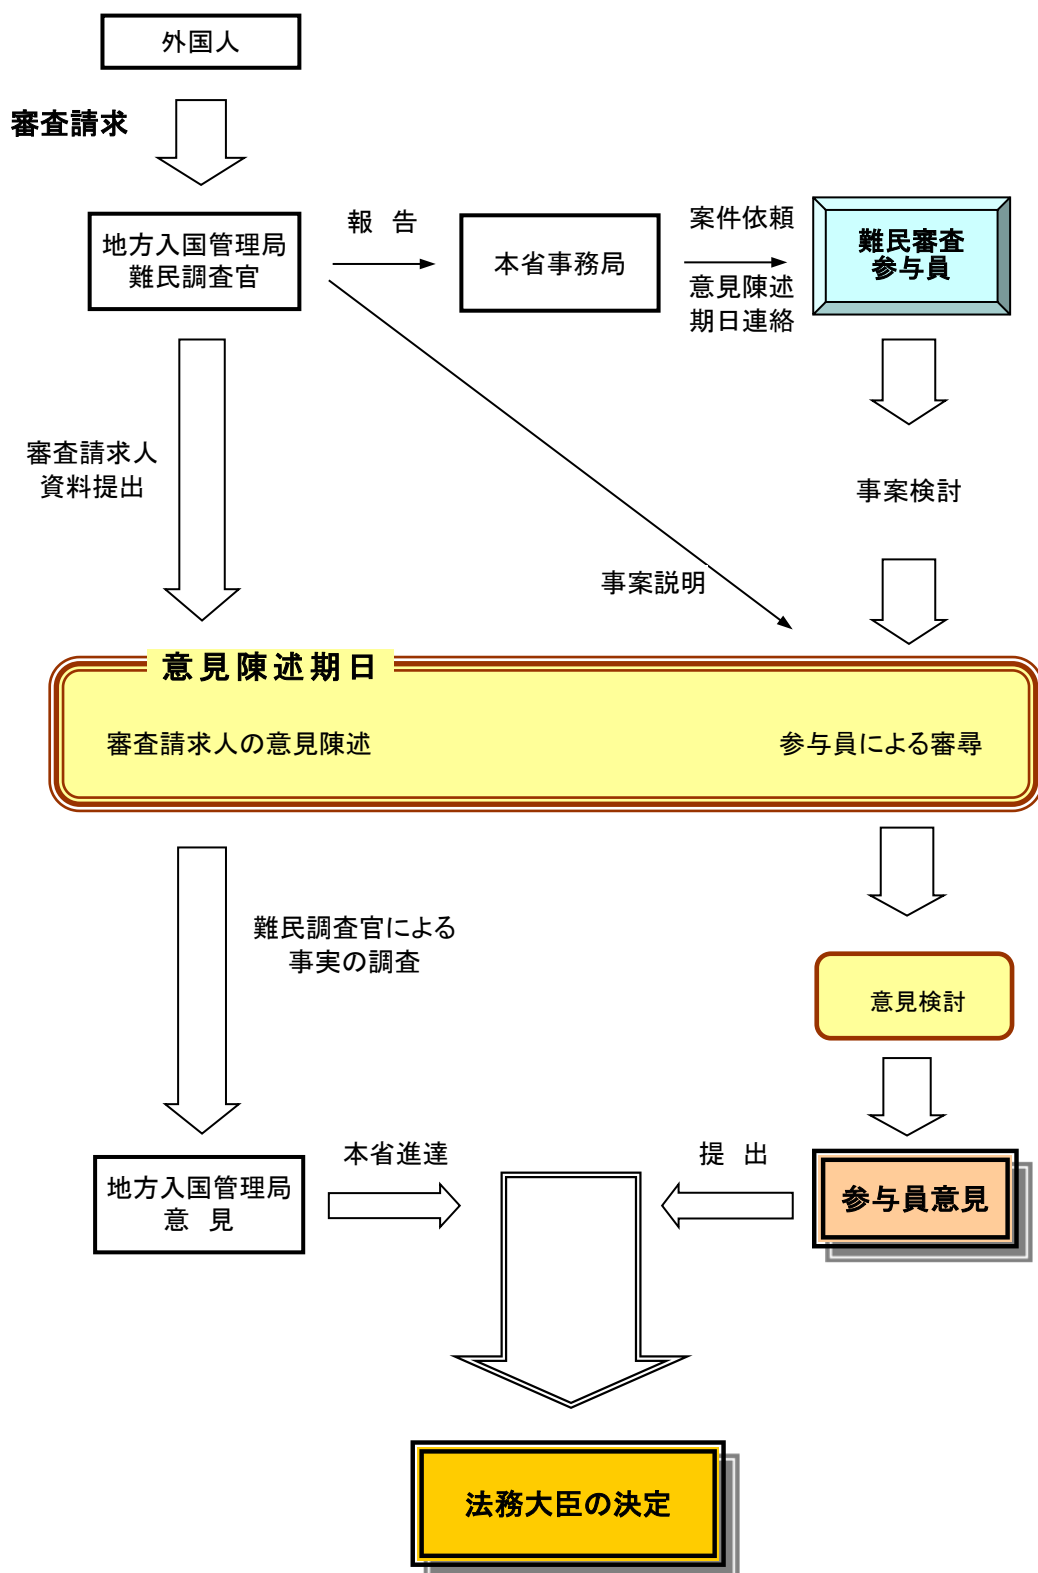 外国人
審査請求
地方入国管理局
難民調査官
報　告
本省事務局
案件依頼
意見陳述
期日連絡
難民審査
参与員
審査請求人
資料提出
事案検討
事案説明
意見陳述期日
審査請求人の意見陳述
参与員による審尋
難民調査官による
事実の調査
意見検討
地方入国管理局
意　見
本省進達
提　出
参与員意見
法務大臣の決定